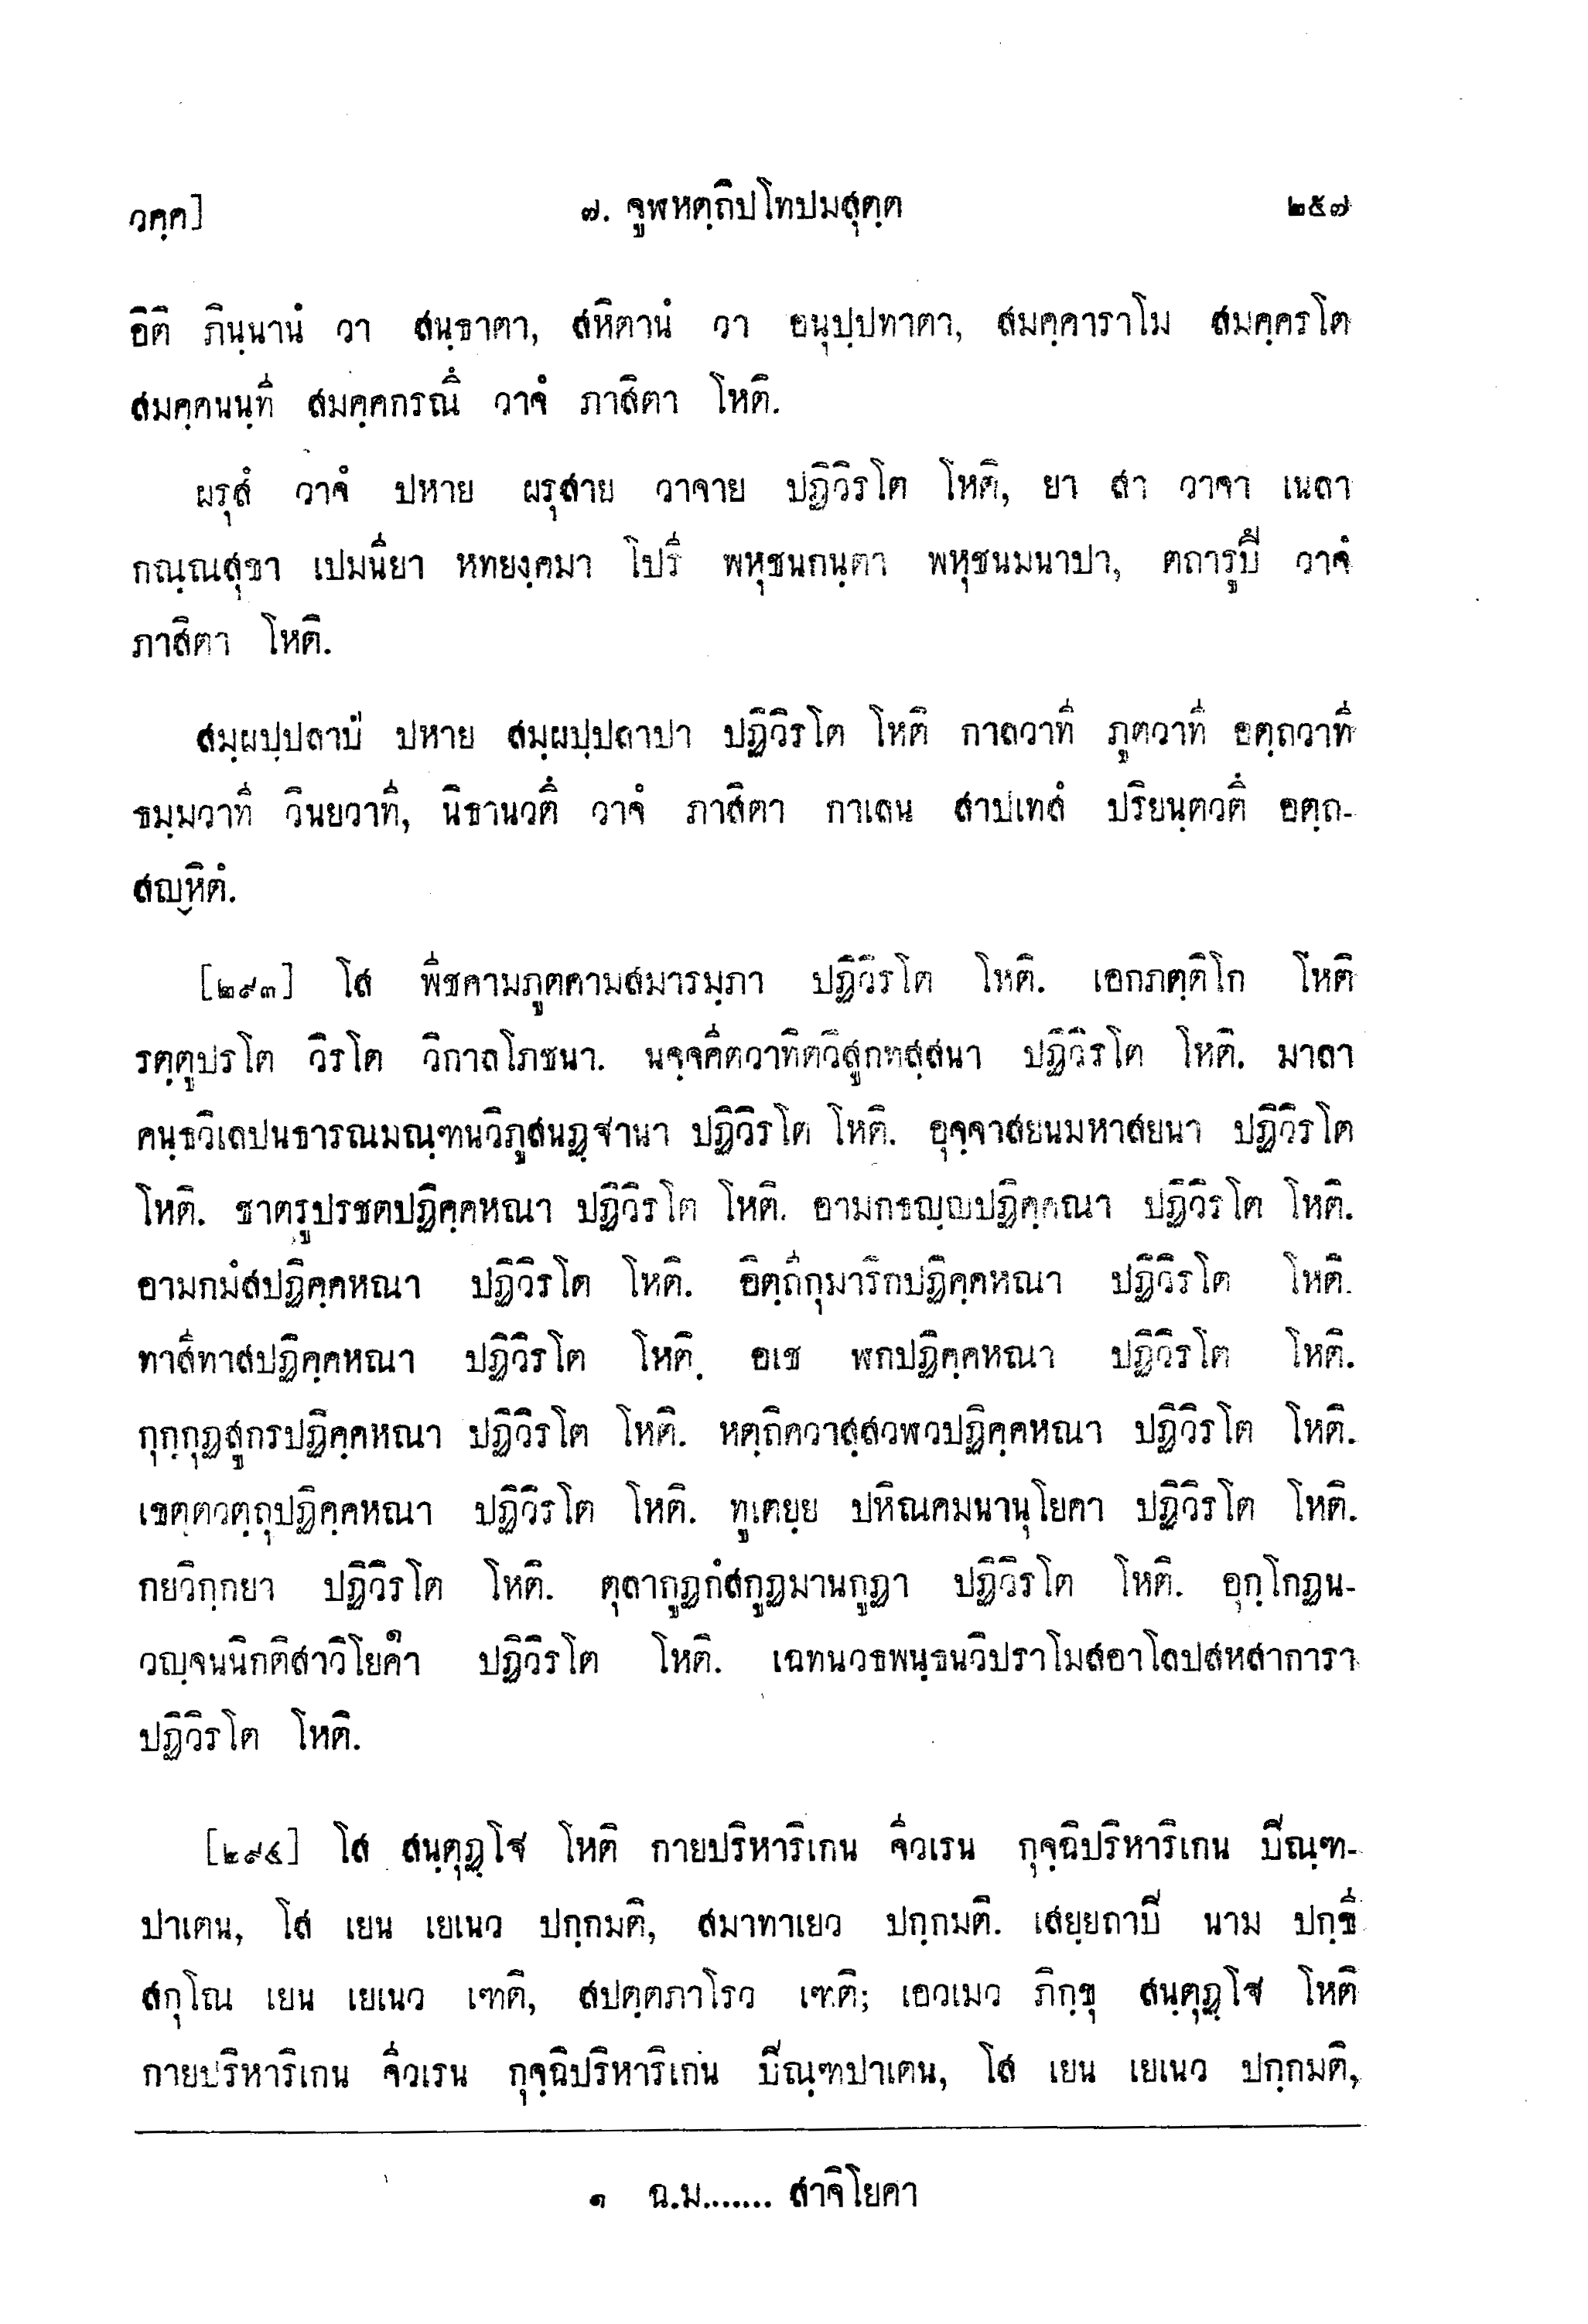 วคฺค]
๗. จูฬหตฺถิปโทปมสุตฺต
๒๕๗
อิติ ภินฺนานํ วา สนฺธาตา, สหิตานํ วา อนุปฺปทาตา, สมคฺคาราโม สมคฺครโต
สมคฺคนนฺที สมคฺคกรณึ วาจํ ภาสิตา โหติ.
ผรุสํ วาจํ ปหาย ผรุสาย วาจาย ปฏิวิรโต โหติ, ยา สา วาจา เนลา
กณฺณสุขา เปมนียา หทยงฺคมา โปรี พหุชนกนฺตา พหุชนมนาปา, ตถารูปึ วาจํ
ภาสิตา โหติ.
สมฺผปฺปลาปํ ปหาย สมฺผปฺปลาปา ปฏิวิรโต โหติ กาลวาที ภูตวาที อตฺถวาที
ธมฺมวาที วินยวาที, นิธานวตึ วาจํ ภาสิตา กาเลน สาปเทสํ ปริยนฺตวตึ อตฺถ-
สญฺหิตํ.
[๒๙๓] โส พีชคามภูตคามสมารมฺภา ปฏิวิรโต โหติ. เอกภตฺติโก โหติ
รตฺตูปรโต วิรโต วิกาลโภชนา. นจฺจคีตวาทิตวิสูกทสฺสนา ปฏิวิรโต โหติ. มาลา
คนฺธวิเลปนธารณมณฺฑนวิภูสนฏฺฐานา ปฏิวิรโต โหติ. อุจฺจาสยนมหาสยนา ปฏิวิรโต
โหติ. ชาตรูปรชตปฏิคฺคหณา ปฏิวิรโต โหติ. อามกธญฺญปฏิคฺคณา ปฏิวิรโต โหติ.
อามกมํสปฏิคฺคหณา ปฏิวิรโต โหติ. อิตฺถีกุมาริกปฏิคฺคหณา ปฏิวิรโต โหติ.
ทาสีทาสปฏิคฺคหณา ปฏิวิรโต โหติ. อเช ฬกปฏิคฺคหณา ปฏิวิรโต โหติ.
กุกฺกุฏสูกรปฏิคฺคหณา ปฏิวิรโต โหติ. หตฺถิควาสฺสวฬวปฏิคฺคหณา ปฏิวิรโต โหติ.
เขตฺตวตฺถุปฏิคฺคหณา ปฏิวิรโต โหติ. ทูเตยฺย ปหิณคมนานุโยคา ปฏิวิรโต โหติ.
กยวิกฺกยา ปฏิวิรโต โหติ. ตุลากูฏกํสกูฏมานกูฏา ปฏิวิรโต โหติ. อุกฺโกฏน-
วญฺจนนิกติสาวิโยคา๑ ปฏิวิรโต โหติ. เฉทนวธพนฺธนวิปราโมสอาโลปสหสาการา
ปฏิวิรโต โหติ.
[๒๙๔] โส สนฺตุฏฺโฐ โหติ กายปริหาริเกน จีวเรน กุจฺฉิปริหาริเกน ปิณฺฑ-
ปาเตน, โส เยน เยเนว ปกฺกมติ, สมาทาเยว ปกฺกมติ. เสยฺยถาปิ นาม ปกฺขี
สกุโณ เยน เยเนว เฑติ, สปตฺตภาโรว เฑติ; เอวเมว ภิกฺขุ สนฺตุฏฺโฐ โหติ
กายปริหาริเกน จีวเรน กุจฺฉิปริหาริเกน ปิณฺฑปาเตน, โส เยน เยเนว ปกฺกมติ,
๑ ฉ.ม....... สาจิโยคา